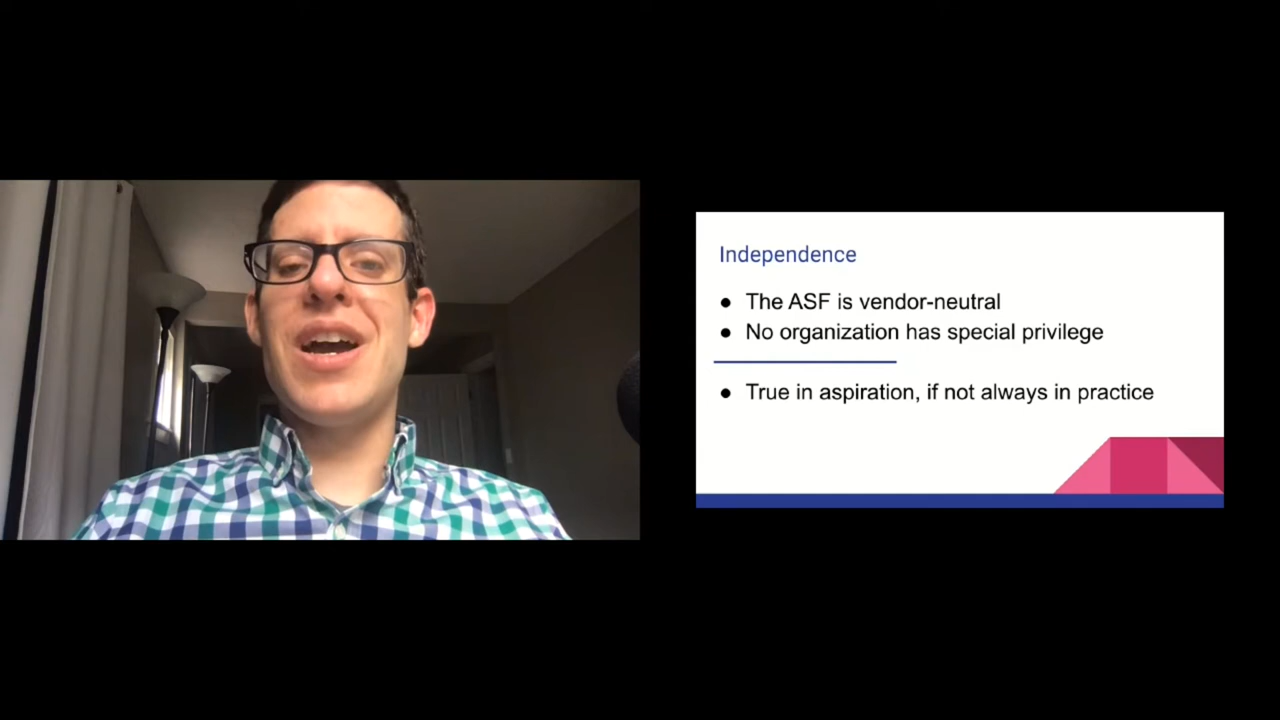 Independence
● The ASF is vendor-neutral
● No organization has special privilege
● True in aspiration, if not always in practice